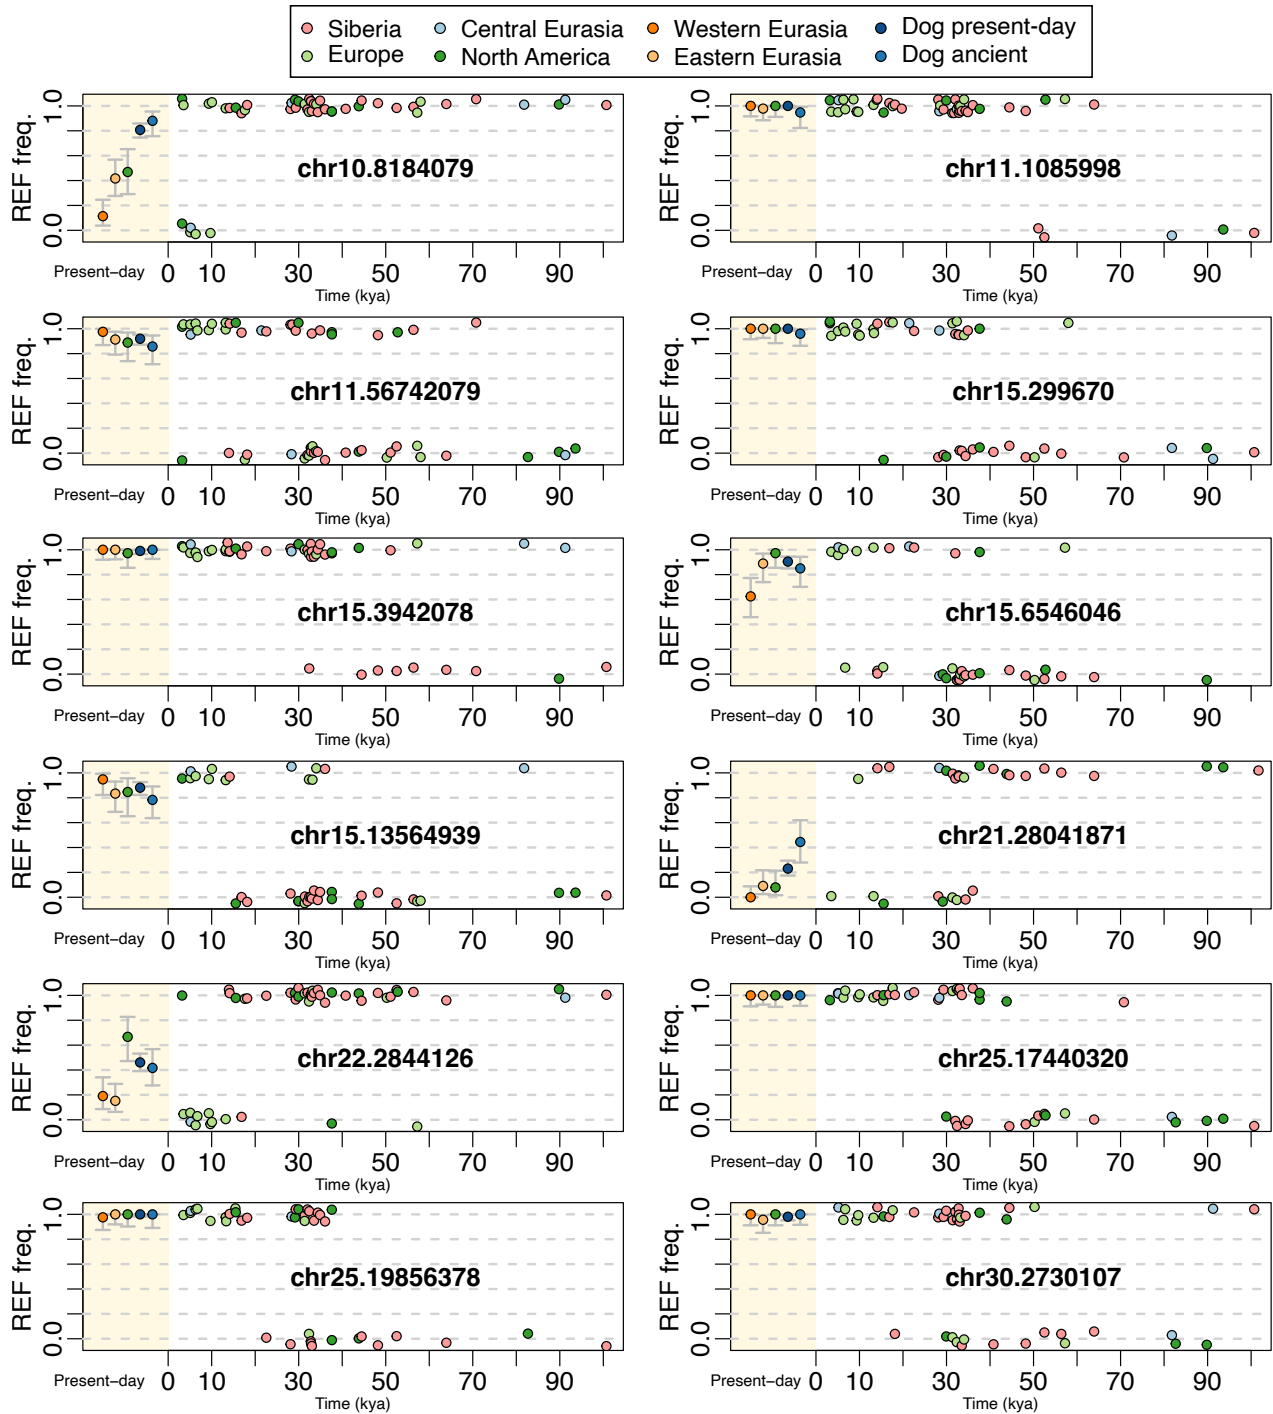 Siberia Central Eurasia Western Eurasia Dog present-day
Europe North America Eastern Eurasia Dog ancient
REF freq. 1.0 0.0 chr10.8184079
Present-day 0 10 30 50 70 90
Time (kya)
REF freq. 1.0 0.0 chr11.1085998
Present-day 0 10 30 50 70 90
Time (kya)
REF freq. 1.0 0.0 chr11.56742079
Present-day 0 10 30 50 70 90
Time (kya)
REF freq. 1.0 0.0 chr15.299670
Present-day 0 10 30 50 70 90
Time (kya)
REF freq. 1.0 0.0 chr15.3942078
Present-day 0 10 30 50 70 90
Time (kya)
REF freq. 1.0 0.0 chr15.6546046
Present-day 0 10 30 50 70 90
Time (kya)
REF freq. 1.0 0.0 chr15.13564939
Present-day 0 10 30 50 70 90
Time (kya)
REF freq. 1.0 0.0 chr21.28041871
Present-day 0 10 30 50 70 90
Time (kya)
REF freq. 1.0 0.0 chr22.2844126
Present-day 0 10 30 50 70 90
Time (kya)
REF freq. 1.0 0.0 chr25.17440320
Present-day 0 10 30 50 70 90
Time (kya)
REF freq. 1.0 0.0 chr25.19856378
Present-day 0 10 30 50 70 90
Time (kya)
REF freq. 1.0 0.0 chr30.2730107
Present-day 0 10 30 50 70 90
Time (kya)